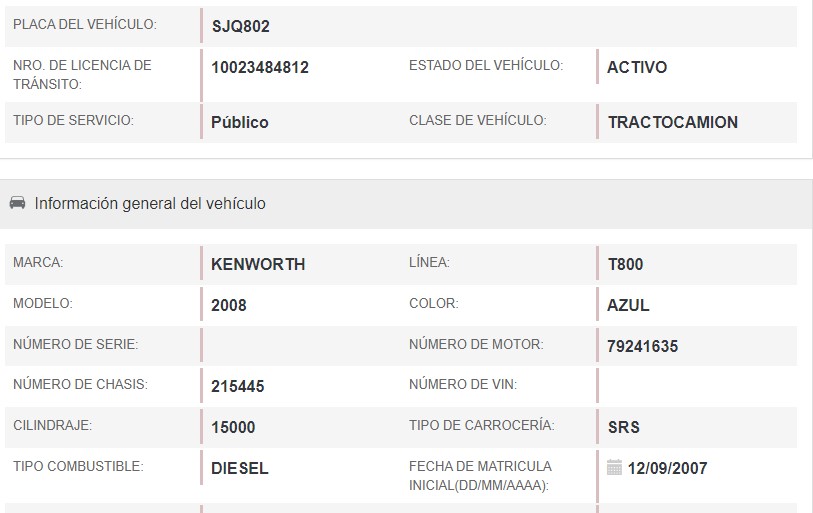 PLACA DEL VEHÍCULO: SJQ802
NRO. DE LICENCIA DE TRÁNSITO: 10023484812 ESTADO DEL VEHÍCULO: ACTIVO
TIPO DE SERVICIO: Público CLASE DE VEHÍCULO: TRACTOCAMION
Información general del vehículo
MARCA: KENWORTH LÍNEA: T800
MODELO: 2008 COLOR: AZUL
NÚMERO DE SERIE: NÚMERO DE MOTOR: 79241635
NÚMERO DE CHASIS: 215445 NÚMERO DE VIN:
CILINDRAJE: 15000 TIPO DE CARROCERÍA: SRS
TIPO COMBUSTIBLE: DIESEL FECHA DE MATRICULA INICIAL(DD/MM/AAAA): 12/09/2007